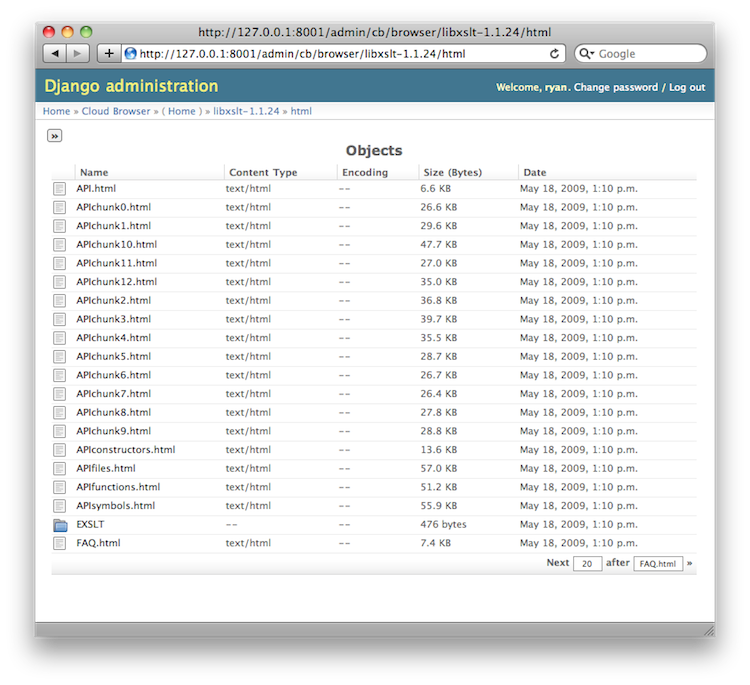 http://127.0.0.1:8001/admin/cb/browser/libxslt-1.1.24/html
http://127.0.0.1:8001/admin/cb/browser/libxslt-1.1.24/html Google
Django administration Welcome, ryan. Change password / Log out
Home » Cloud Browser » ( Home ) » libxslt-1.1.24 » html
»
Objects
Name Content Type Encoding Size (Bytes) Date
API.html text/html -- 6.6 KB May 18, 2009, 1:10 p.m.
APIchunk0.html text/html -- 26.6 KB May 18, 2009, 1:10 p.m.
APIchunk1.html text/html -- 29.6 KB May 18, 2009, 1:10 p.m.
APIchunk10.html text/html -- 47.7 KB May 18, 2009, 1:10 p.m.
APIchunk11.html text/html -- 27.0 KB May 18, 2009, 1:10 p.m.
APIchunk12.html text/html -- 35.0 KB May 18, 2009, 1:10 p.m.
APIchunk2.html text/html -- 36.8 KB May 18, 2009, 1:10 p.m.
APIchunk3.html text/html -- 39.7 KB May 18, 2009, 1:10 p.m.
APIchunk4.html text/html -- 35.5 KB May 18, 2009, 1:10 p.m.
APIchunk5.html text/html -- 28.7 KB May 18, 2009, 1:10 p.m.
APIchunk6.html text/html -- 26.7 KB May 18, 2009, 1:10 p.m.
APIchunk7.html text/html -- 26.4 KB May 18, 2009, 1:10 p.m.
APIchunk8.html text/html -- 27.8 KB May 18, 2009, 1:10 p.m.
APIchunk9.html text/html -- 28.8 KB May 18, 2009, 1:10 p.m.
APIconstructors.html text/html -- 13.6 KB May 18, 2009, 1:10 p.m.
APIfiles.html text/html -- 57.0 KB May 18, 2009, 1:10 p.m.
APIfunctions.html text/html -- 51.2 KB May 18, 2009, 1:10 p.m.
APIsymbols.html text/html -- 55.9 KB May 18, 2009, 1:10 p.m.
EXSLT -- -- 476 bytes May 18, 2009, 1:10 p.m.
FAQ.html text/html -- 7.4 KB May 18, 2009, 1:10 p.m.
Next 20 after FAQ.html »